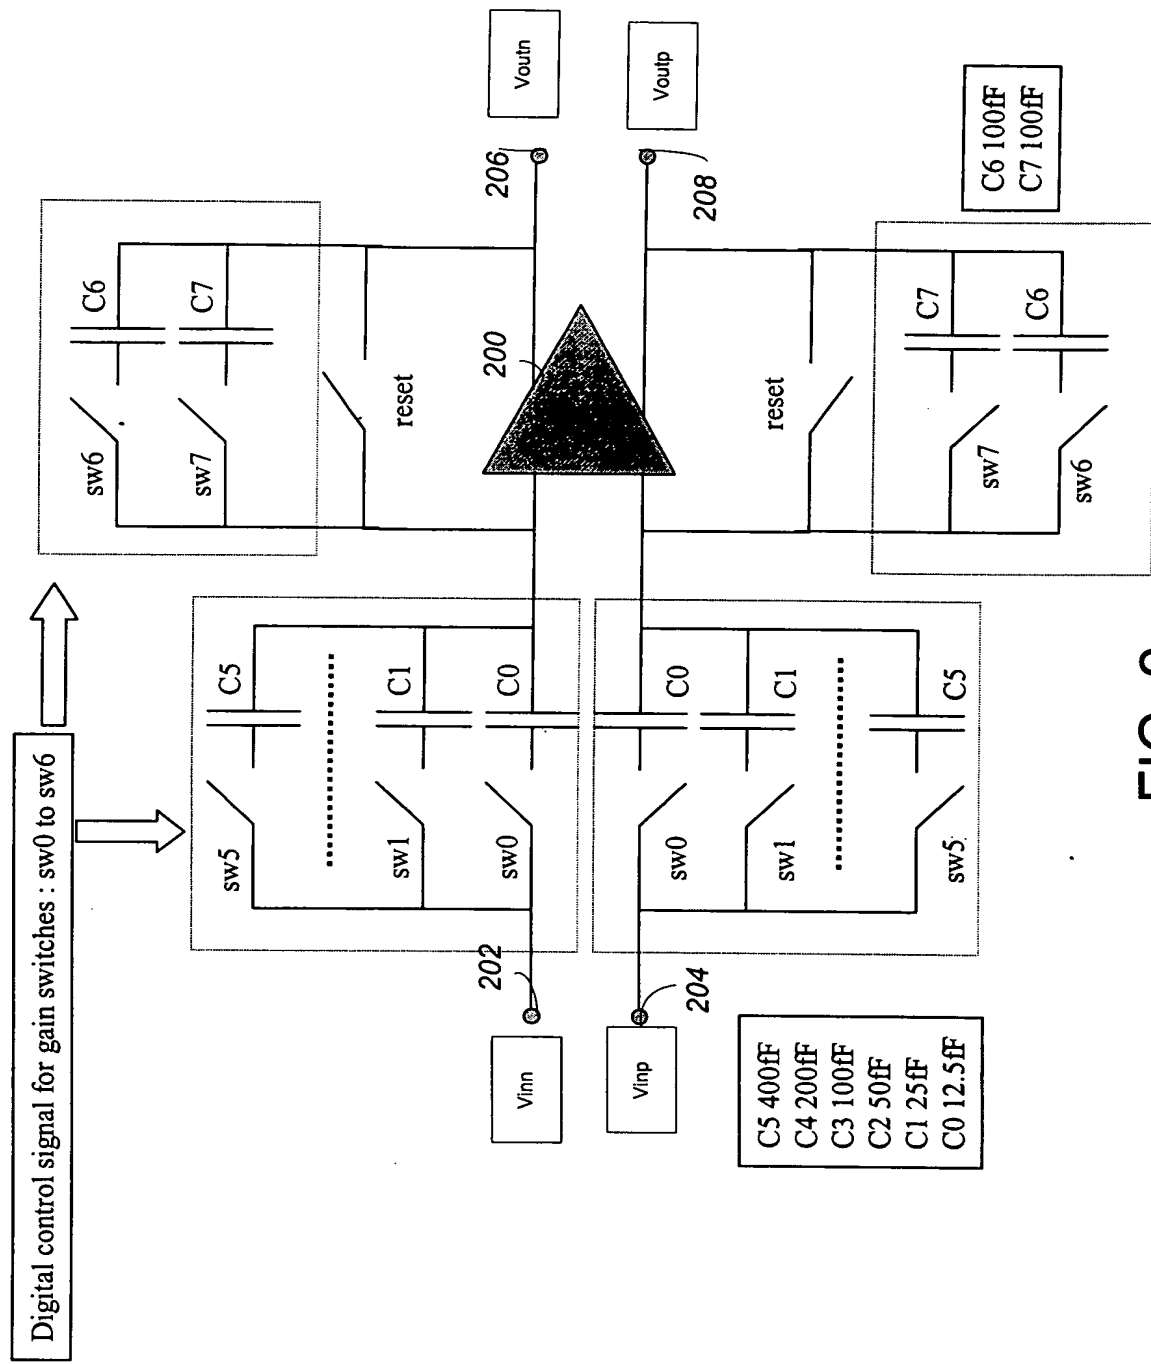 Digital control signal for gain switches : sw0 to sw6
sw6
C6
sw7
C7
reset
sw5
C5
sw1
C1
sw0
C0
Vinn
202
200
206
Voutn
Vinp
204
208
Voutp
sw0
C0
sw1
C1
sw5
C5
reset
sw7
C7
sw6
C6
C5 400fF
C4 200fF
C3 100fF
C2 50fF
C1 25fF
C0 12.5fF
C6 100fF
C7 100fF
FIG.